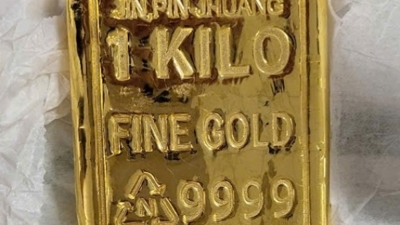 JIN,PIN JHUANG
1 KILO
FINE GOLD
N 9999